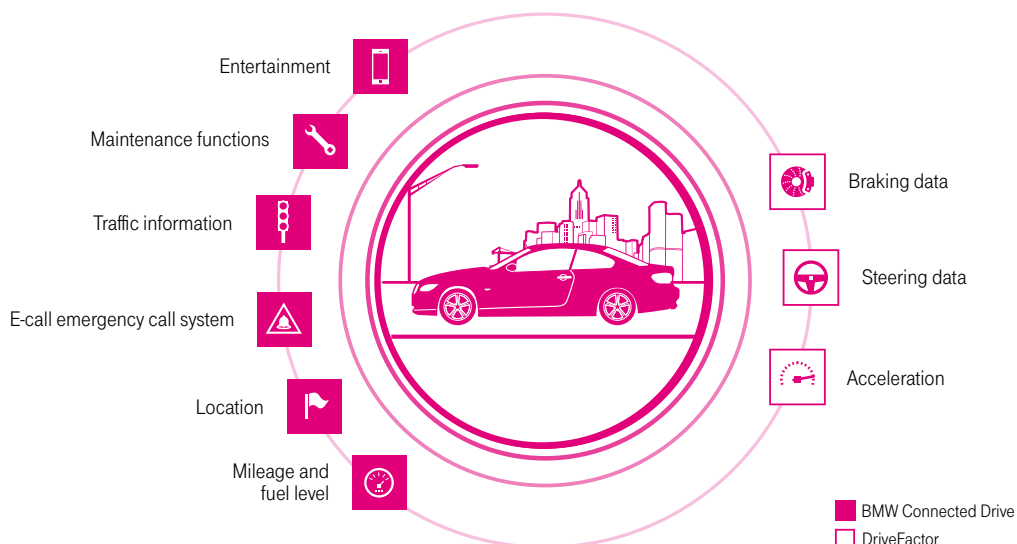 Entertainment
Maintenance functions
Traffic information
E-call emergency call system
Location
Mileage and
fuel level
Braking data
Steering data
Acceleration
BMW Connected Drive
DriveFactor